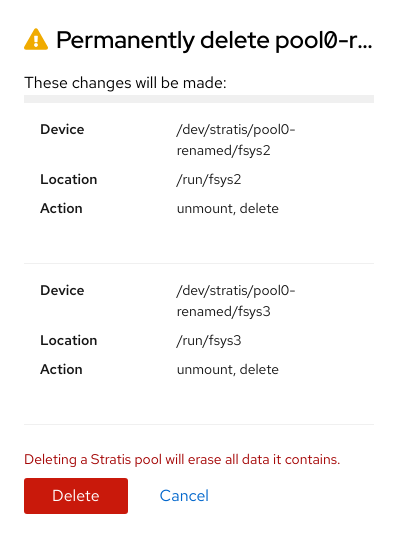 Permanently delete pool0-r...
These changes will be made:
Device /dev/stratis/pool0-
renamed/fsys2
Location /run/fsys2
Action unmount, delete
Device /dev/stratis/pool0-
renamed/fsys3
Location /run/fsys3
Action unmount, delete
Deleting a Stratis pool will erase all data it contains.
Delete Cancel